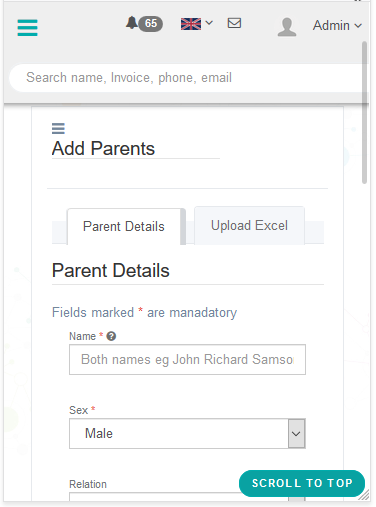 65
Admin
Search name, Invoice, phone, email
Add Parents
Parent Details
Upload Excel
Parent Details
Fields marked * are manadatory
Name *
Both names eg John Richard Samso
Sex *
Male
Relation
SCROLL TO TOP